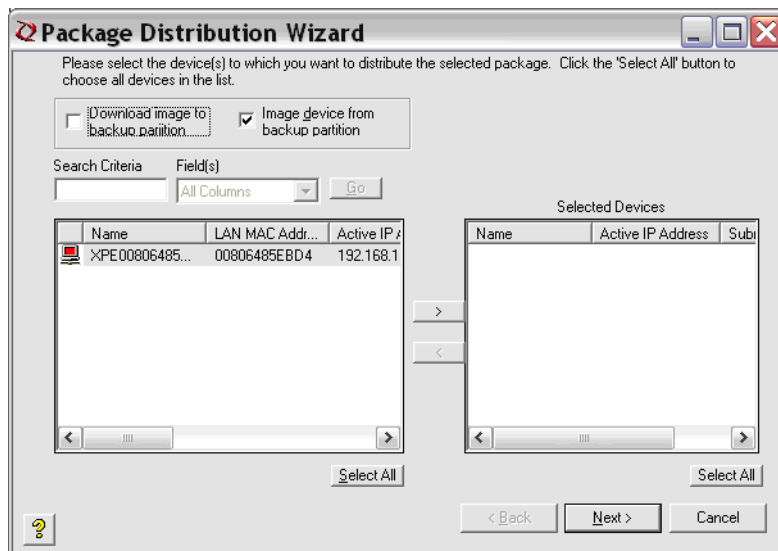 Package Distribution Wizard
Please select the device(s) to which you want to distribute the selected package. Click the 'Select All' button to
choose all devices in the list.
Download image to
backup pariition
Image device from
backup partition
Search Criteria
Field(s)
All Columns
Go
Selected Devices
Name LAN MAC Addr... Active IP A
XPE00806485... 00806485EBD4 192.168.1
Name Active IP Address Subi
>
<
Select All
Select All
< Back
Next >
Cancel
?